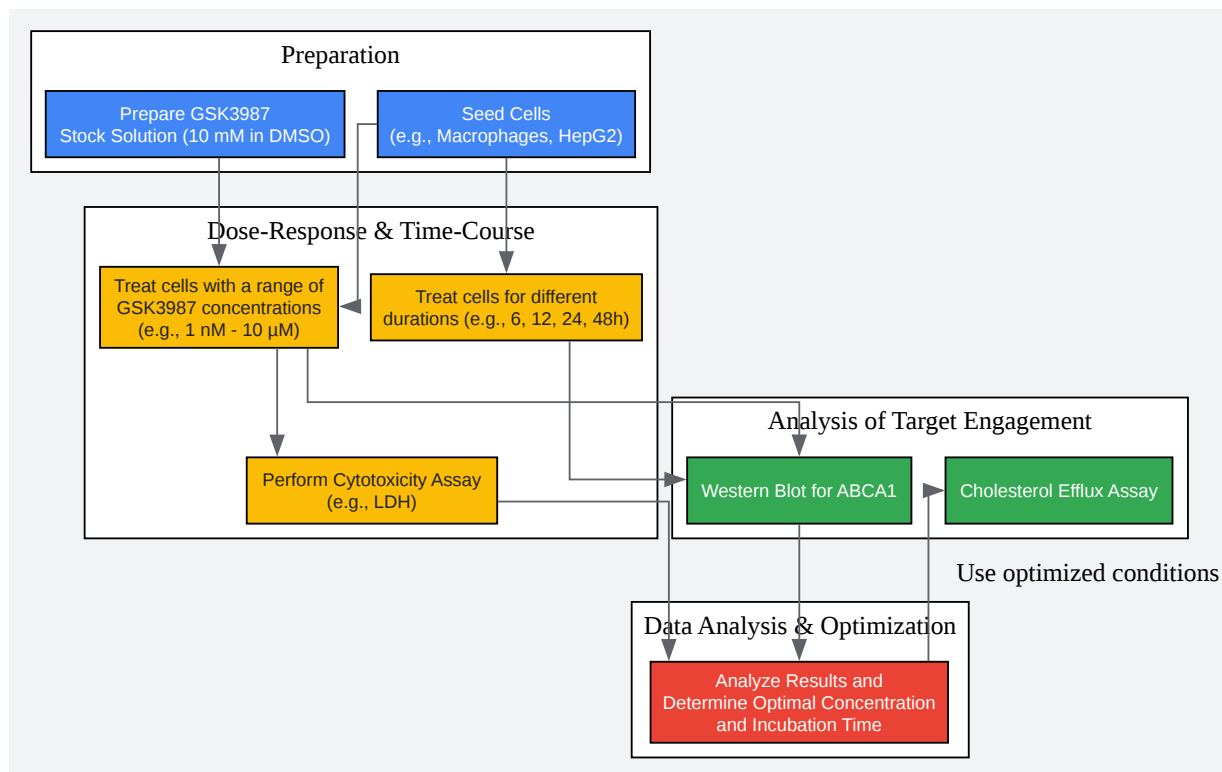 Preparation
Prepare GSK3987
Stock Solution (10 mM in DMSO)
Seed Cells
(e.g., Macrophages, HepG2)
Dose-Response & Time-Course
Treat cells with a range of
GSK3987 concentrations
(e.g., 1 nM - 10 µM)
Treat cells for different
durations (e.g., 6, 12, 24, 48h)
Perform Cytotoxicity Assay
(e.g., LDH)
Analysis of Target Engagement
Western Blot for ABCA1
Cholesterol Efflux Assay
Use optimized conditions
Data Analysis & Optimization
Analyze Results and
Determine Optimal Concentration
and Incubation Time